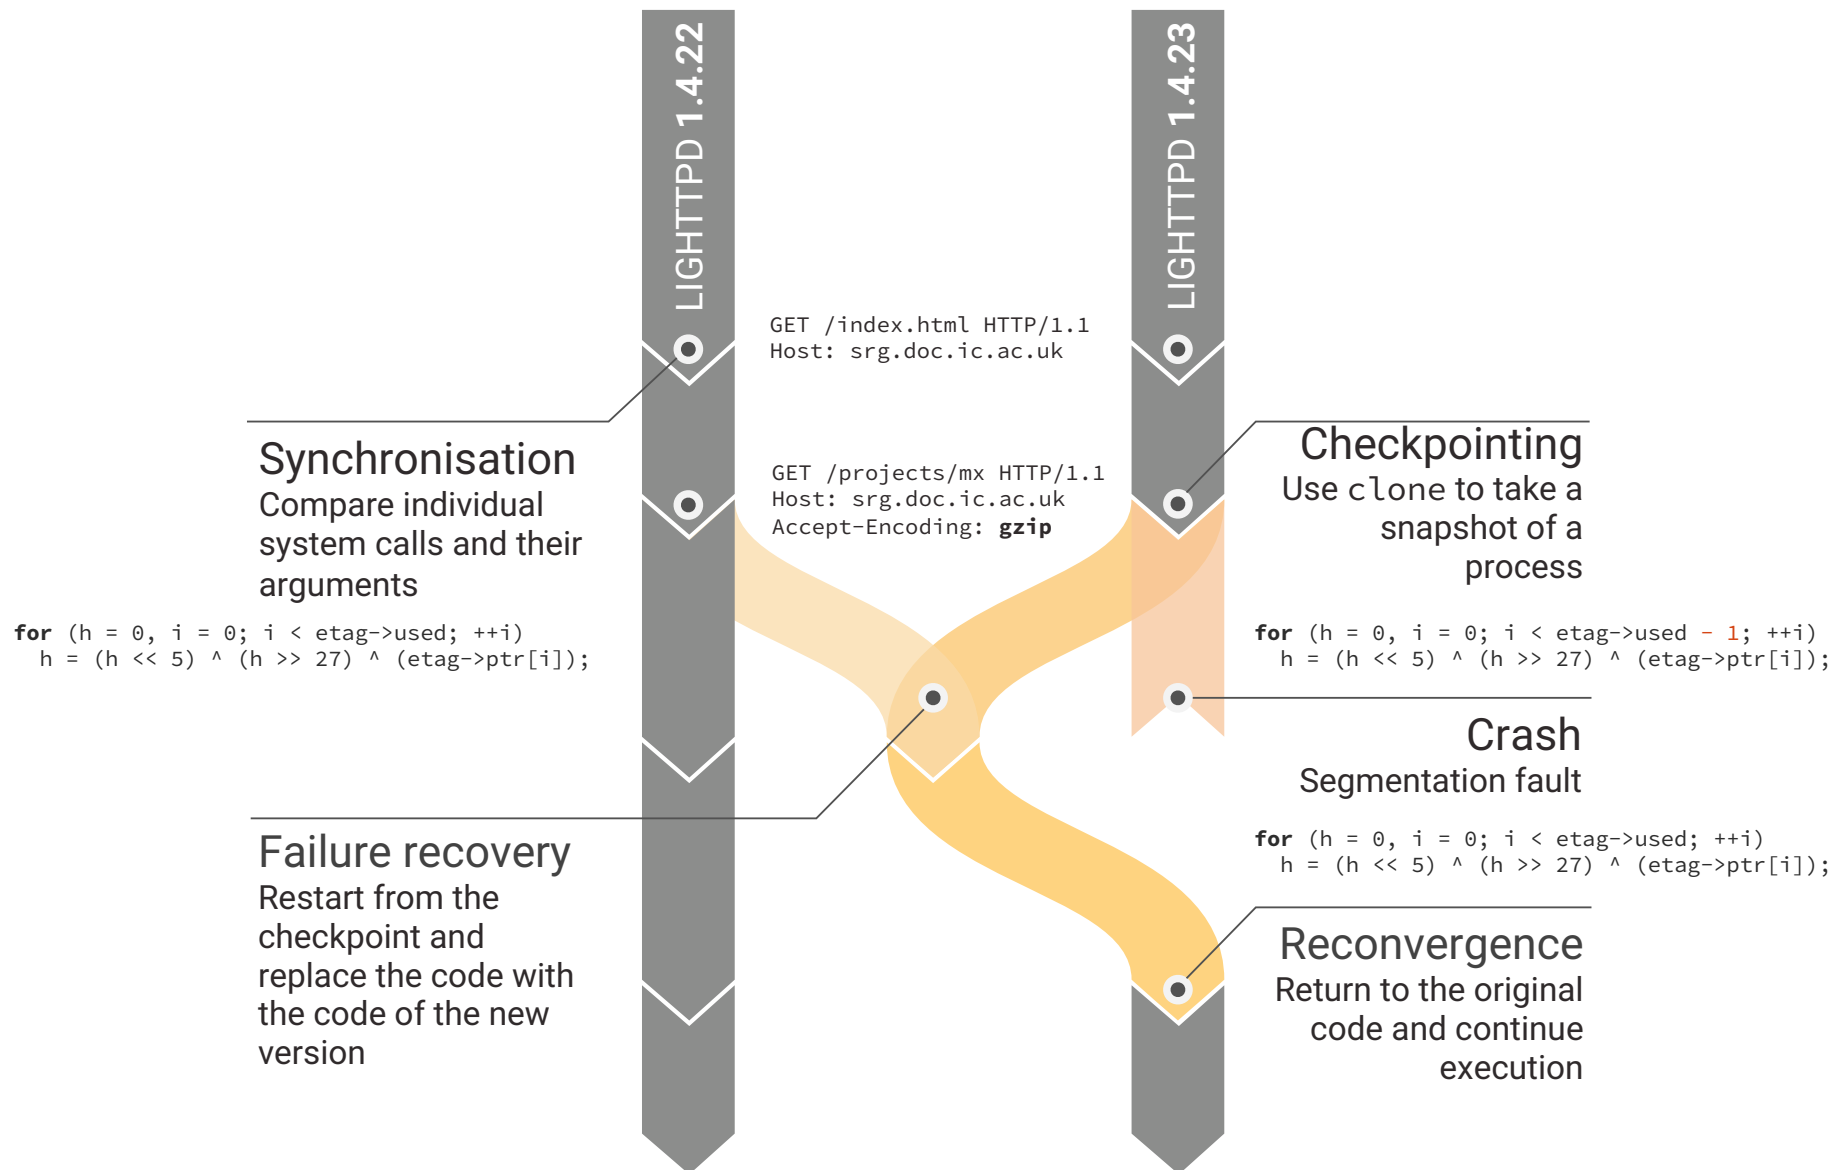 LIGHTTPD 1.4.22
LIGHTTPD 1.4.23
GET /index.html HTTP/1.1
Host: srg.doc.ic.ac.uk
Synchronisation
Compare individual
system calls and their
arguments
GET /projects/mx HTTP/1.1
Host: srg.doc.ic.ac.uk
Accept-Encoding: gzip
Checkpointing
Use clone to take a
snapshot of a
process
for (h = 0, i = 0; i < etag->used; ++i)
h = (h << 5) ^ (h >> 27) ^ (etag->ptr[i]);
for (h = 0, i = 0; i < etag->used - 1; ++i)
h = (h << 5) ^ (h >> 27) ^ (etag->ptr[i]);
Crash
Segmentation fault
Failure recovery
Restart from the
checkpoint and
replace the code with
the code of the new
version
for (h = 0, i = 0; i < etag->used; ++i)
h = (h << 5) ^ (h >> 27) ^ (etag->ptr[i]);
Reconvergence
Return to the original
code and continue
execution